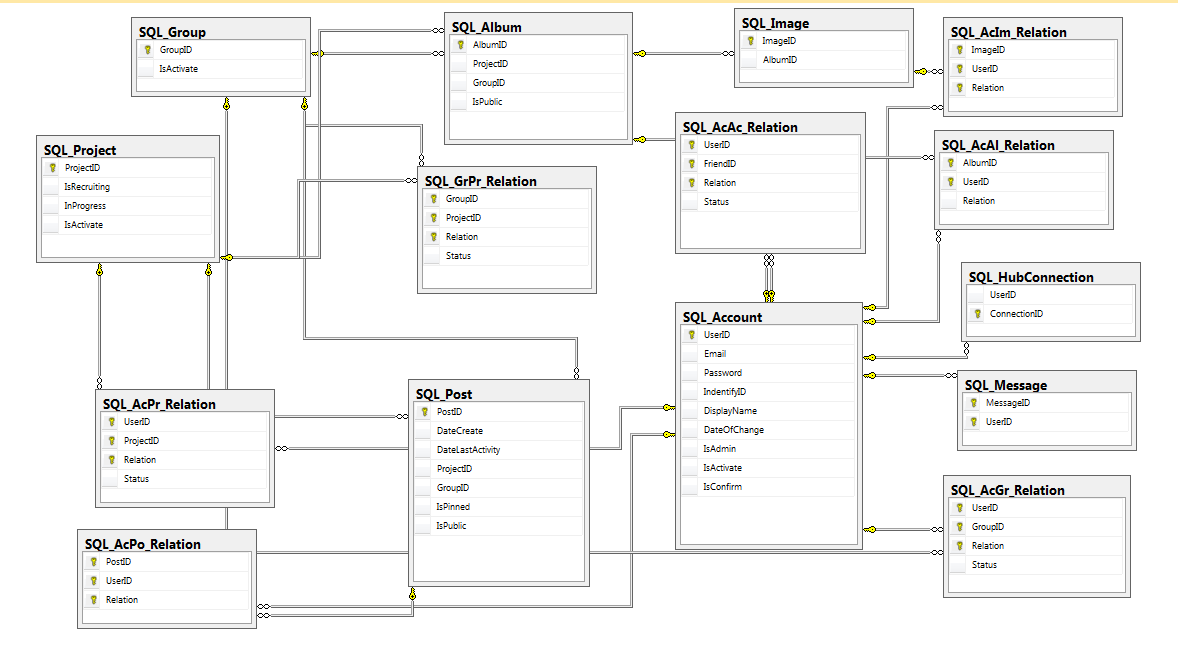 SQL_Group
GroupID
IsActivate
SQL_Album
AlbumID
ProjectID
GroupID
IsPublic
SQL_Image
ImageID
AlbumID
SQL_AcIm_Relation
ImageID
UserID
Relation
SQL_Project
ProjectID
IsRecruiting
InProgress
IsActivate
SQL_GrPr_Relation
GroupID
ProjectID
Relation
Status
SQL_AcAc_Relation
UserID
FriendID
Relation
Status
SQL_AcAl_Relation
AlbumID
UserID
Relation
SQL_HubConnection
UserID
ConnectionID
SQL_Account
UserID
Email
Password
IndentifyID
DisplayName
DateOfChange
IsAdmin
IsActivate
IsConfirm
SQL_Message
MessageID
UserID
SQL_AcPr_Relation
UserID
ProjectID
Relation
Status
SQL_Post
PostID
DateCreate
DateLastActivity
ProjectID
GroupID
IsPinned
IsPublic
SQL_AcGr_Relation
UserID
GroupID
Relation
Status
SQL_AcPo_Relation
PostID
UserID
Relation